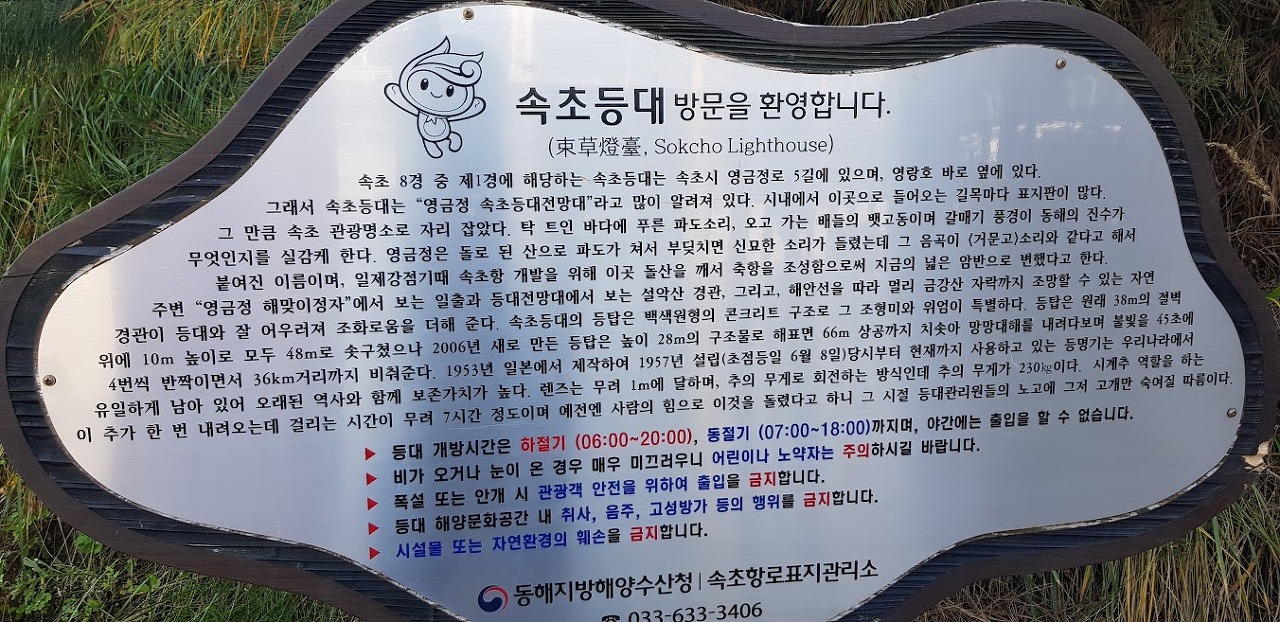 속초등대 방문을 환영합니다.
(束草燈臺, Sokcho Lighthouse)
속초 8경 중 제1경에 해당하는 속초등대는 속초시 영금정로 5길에 있으며, 영랑호 바로 옆에 있다.
그래서 속초등대는 “영금정 속초등대전망대”라고 많이 알려져 있다. 시내에서 이곳으로 들어오는 길목마다 표지판이 많다.
그 만큼 속초 관광명소로 자리 잡았다. 탁 트인 바다에 푸른 파도소리, 오고 가는 배들의 뱃고동이며 갈매기 풍경이 동해의 진수가
무엇인지를 실감케 한다. 영금정은 돌로 된 산으로 파도가 쳐서 부딪치면 신묘한 소리가 들렸는데 그 음곡이 〈거문고〉소리와 같다고 해서
붙여진 이름이며, 일제강점기때 속초항 개발을 위해 이곳 돌산을 깨서 축항을 조성함으로써 지금의 넓은 암반으로 변했다고 한다.
주변 “영금정 해맞이정자”에서 보는 일출과 등대전망대에서 보는 설악산 경관, 그리고, 해안선을 따라 멀리 금강산 자락까지 조망할 수 있는 자연
경관이 등대와 잘 어우러져 조화로움을 더해 준다. 속초등대의 등탑은 백색원형의 콘크리트 구조로 그 조형미와 위엄이 특별하다. 등탑은 원래 38m의 절벽
위에 10m 높이로 모두 48m로 솟구쳤으나 2006년 새로 만든 등탑은 높이 28m의 구조물로 해표면 66m 상공까지 치솟아 망망대해를 내려다보며 불빛을 45초에
4번씩 반짝이면서 36km거리까지 비춰준다. 1953년 일본에서 제작하여 1957년 설립(초점등일 6월 8일)당시부터 현재까지 사용하고 있는 등명기는 우리나라에서
유일하게 남아 있어 오래된 역사와 함께 보존가치가 높다. 렌즈는 무려 1m에 달하며, 추의 무게로 회전하는 방식인데 추의 무게가 230㎏이다. 시계추 역할을 하는
이 추가 한 번 내려오는데 걸리는 시간이 무려 7시간 정도이며 예전엔 사람의 힘으로 이것을 돌렸다고 하니 그 시절 등대관리원들의 노고에 그저 고개만 숙여질 따름이다.
▶ 등대 개방시간은 하절기 (06:00~20:00), 동절기 (07:00~18:00)까지며, 야간에는 출입을 할 수 없습니다.
▶ 비가 오거나 눈이 온 경우 매우 미끄러우니 어린이나 노약자는 주의하시길 바랍니다.
▶ 폭설 또는 안개 시 관광객 안전을 위하여 출입을 금지합니다.
▶ 등대 해양문화공간 내 취사, 음주, 고성방가 등의 행위를 금지합니다.
▶ 시설물 또는 자연환경의 훼손을 금지합니다.
동해지방해양수산청 | 속초항로표지관리소
☎ 033-633-3406